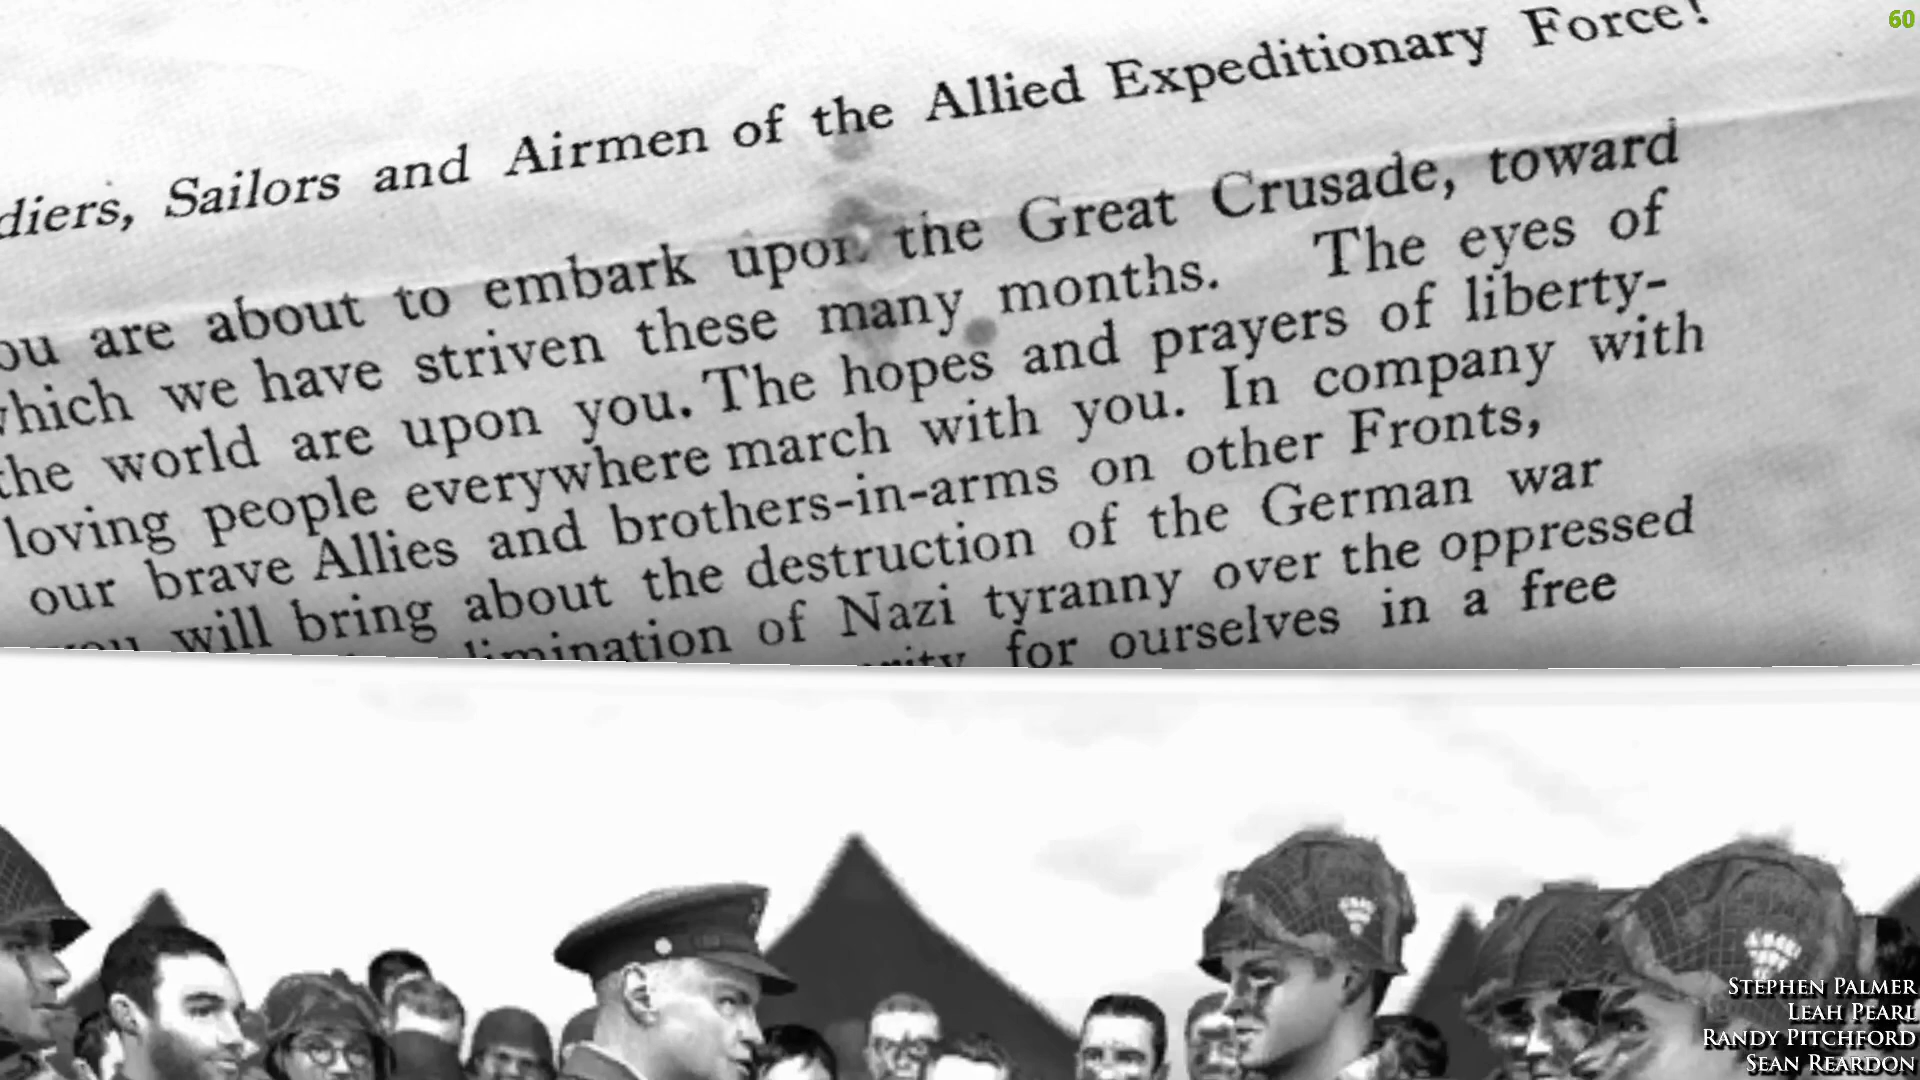 60
diers, Sailors and Airmen of the Allied Expeditionary Force!
ou are about to embark upon the Great Crusade, toward
which we have striven these many months. The eyes of
the world are upon you. The hopes and prayers of liberty-
loving people everywhere march with you. In company with
our brave Allies and brothers-in-arms on other Fronts,
you will bring about the destruction of the German war
limination of Nazi tyranny over the oppressed
rity for ourselves in a free
STEPHEN PALMER
LEAH PEARL
RANDY PITCHFORD
SEAN REARDON